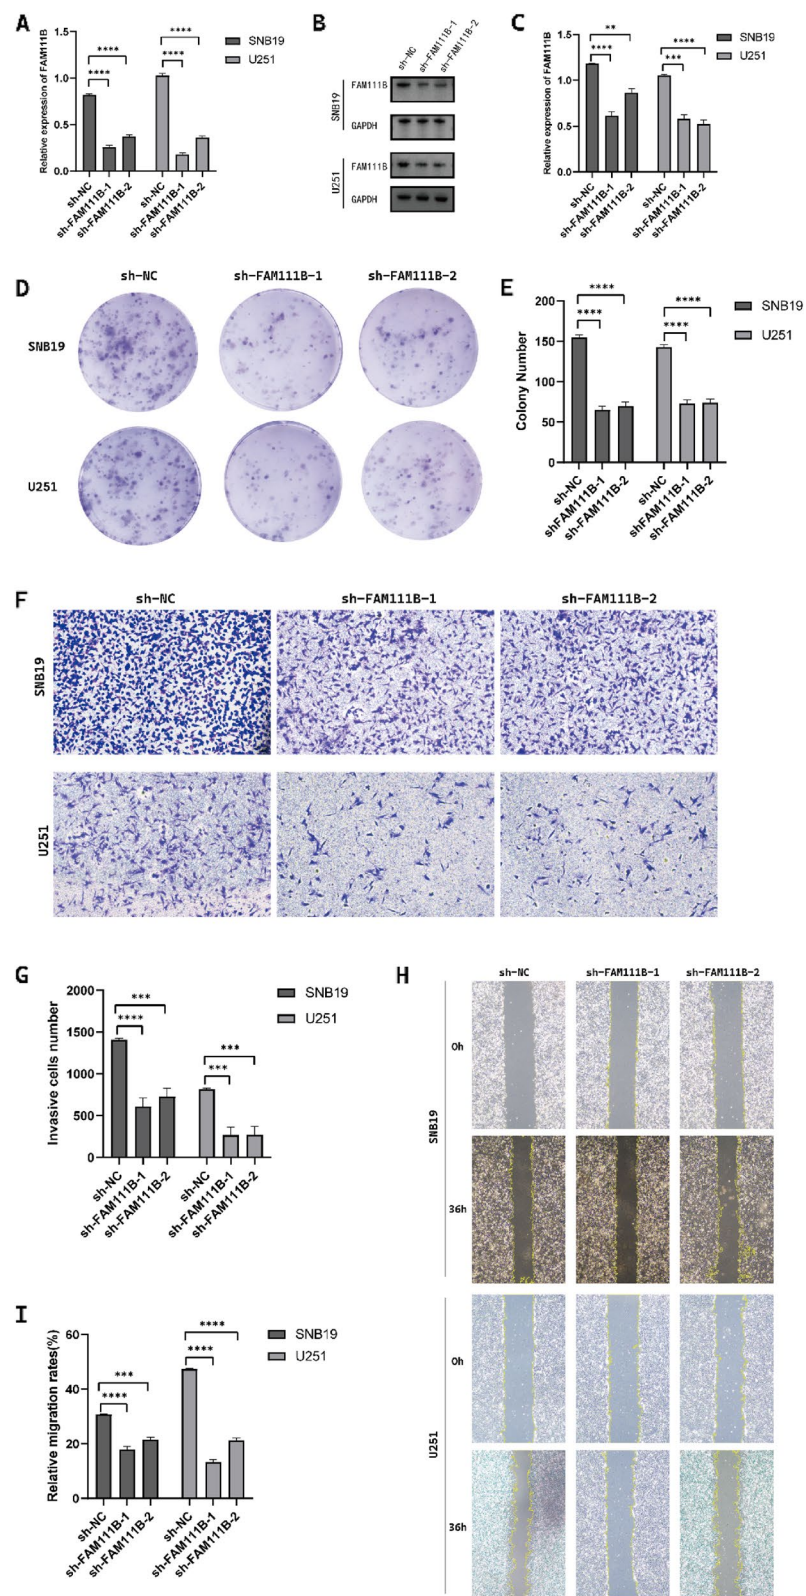 A
Relative expression of FAM111B
1.5
1.0
0.5
0.0
****
****
****
****
sh-NC
sh-FAM111B-1
sh-FAM111B-2
sh-NC
sh-FAM111B-1
sh-FAM111B-2
SNB19
U251
B
sh-NC
sh-FAM111B-1
sh-FAM111B-2
SNB19
FAM111B
GAPDH
U251
FAM111B
GAPDH
C
Relative expression of FAM111B
1.5
1.0
0.5
0.0
**
****
****
***
sh-NC
sh-FAM111B-1
sh-FAM111B-2
sh-NC
sh-FAM111B-1
sh-FAM111B-2
SNB19
U251
D
sh-NC
sh-FAM111B-1
sh-FAM111B-2
SNB19
U251
E
Colony Number
200
150
100
50
0
****
****
****
****
sh-NC
shFAM111B-1
sh-FAM111B-2
sh-NC
shFAM111B-1
sh-FAM111B-2
SNB19
U251
F
sh-NC
sh-FAM111B-1
sh-FAM111B-2
SNB19
U251
G
Invasive cells number
2000
1500
1000
500
0
***
****
***
***
sh-NC
sh-FAM111B-1
sh-FAM111B-2
sh-NC
sh-FAM111B-1
sh-FAM111B-2
SNB19
U251
H
sh-NC
sh-FAM111B-1
sh-FAM111B-2
SNB19
0h
36h
U251
0h
36h
I
Relative migration rates(%)
60
40
20
0
***
****
****
****
sh-NC
sh-FAM111B-1
sh-FAM111B-2
sh-NC
sh-FAM111B-1
sh-FAM111B-2
SNB19
U251